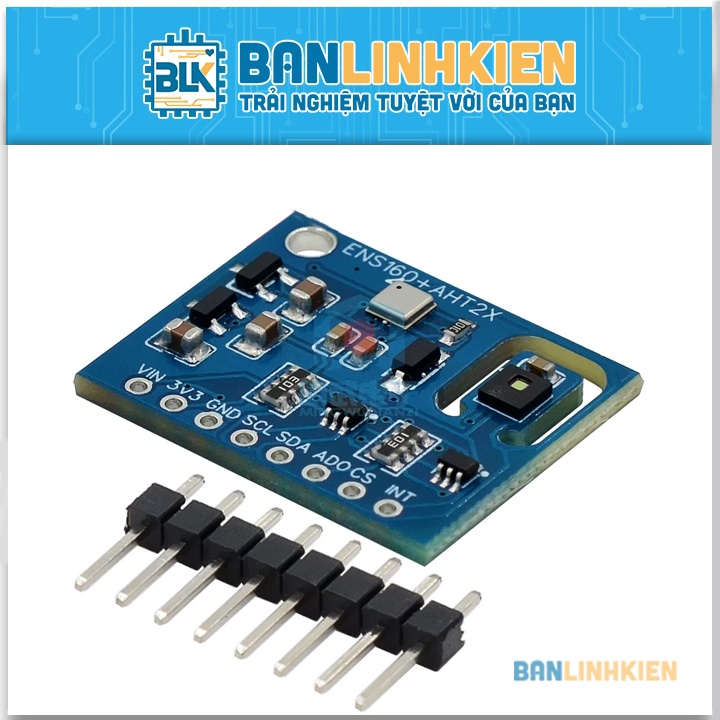 BLK
BANLINHKIEN
TRẢI NGHIỆM TUYỆT VỜI CỦA BẠN
ENS160+AHT2X
VIN 3V3 GND SCL SDA ADO CS INT
103
E01
BANLINHKIEN